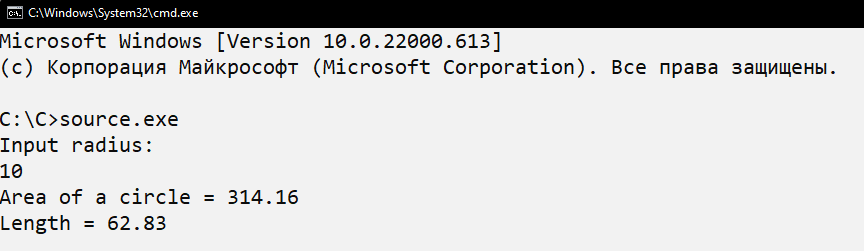 C:\Windows\System32\cmd.exe
Microsoft Windows [Version 10.0.22000.613]
(c) Корпорация Майкрософт (Microsoft Corporation). Все права защищены.
C:\C>source.exe
Input radius:
10
Area of a circle = 314.16
Length = 62.83